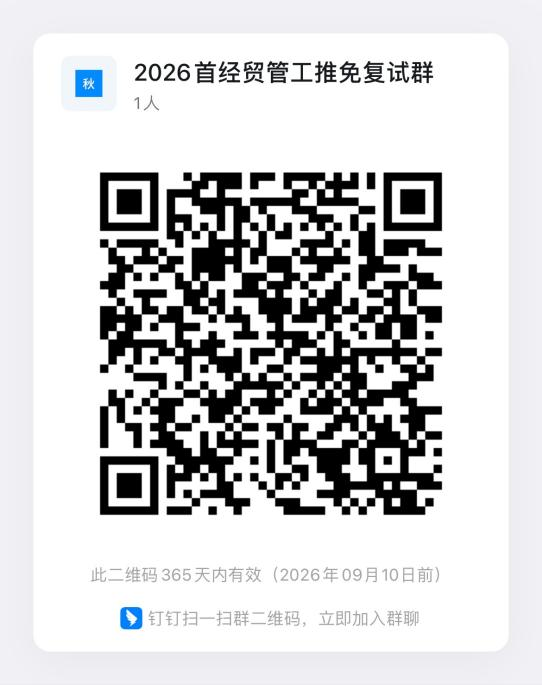 秋
2026首经贸管工推免复试群
1人
此二维码365天内有效（2026年09月10日前）
钉钉扫一扫群二维码，立即加入群聊